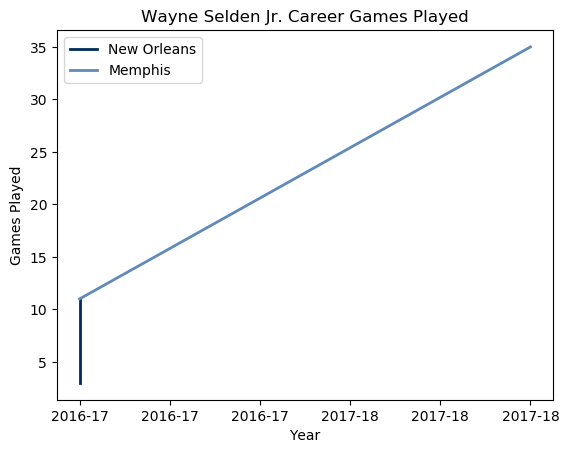 Wayne Selden Jr. Career Games Played
New Orleans
Memphis
35
30
25
20
15
10
5
Games Played
2016-17 2016-17 2016-17 2017-18 2017-18 2017-18
Year